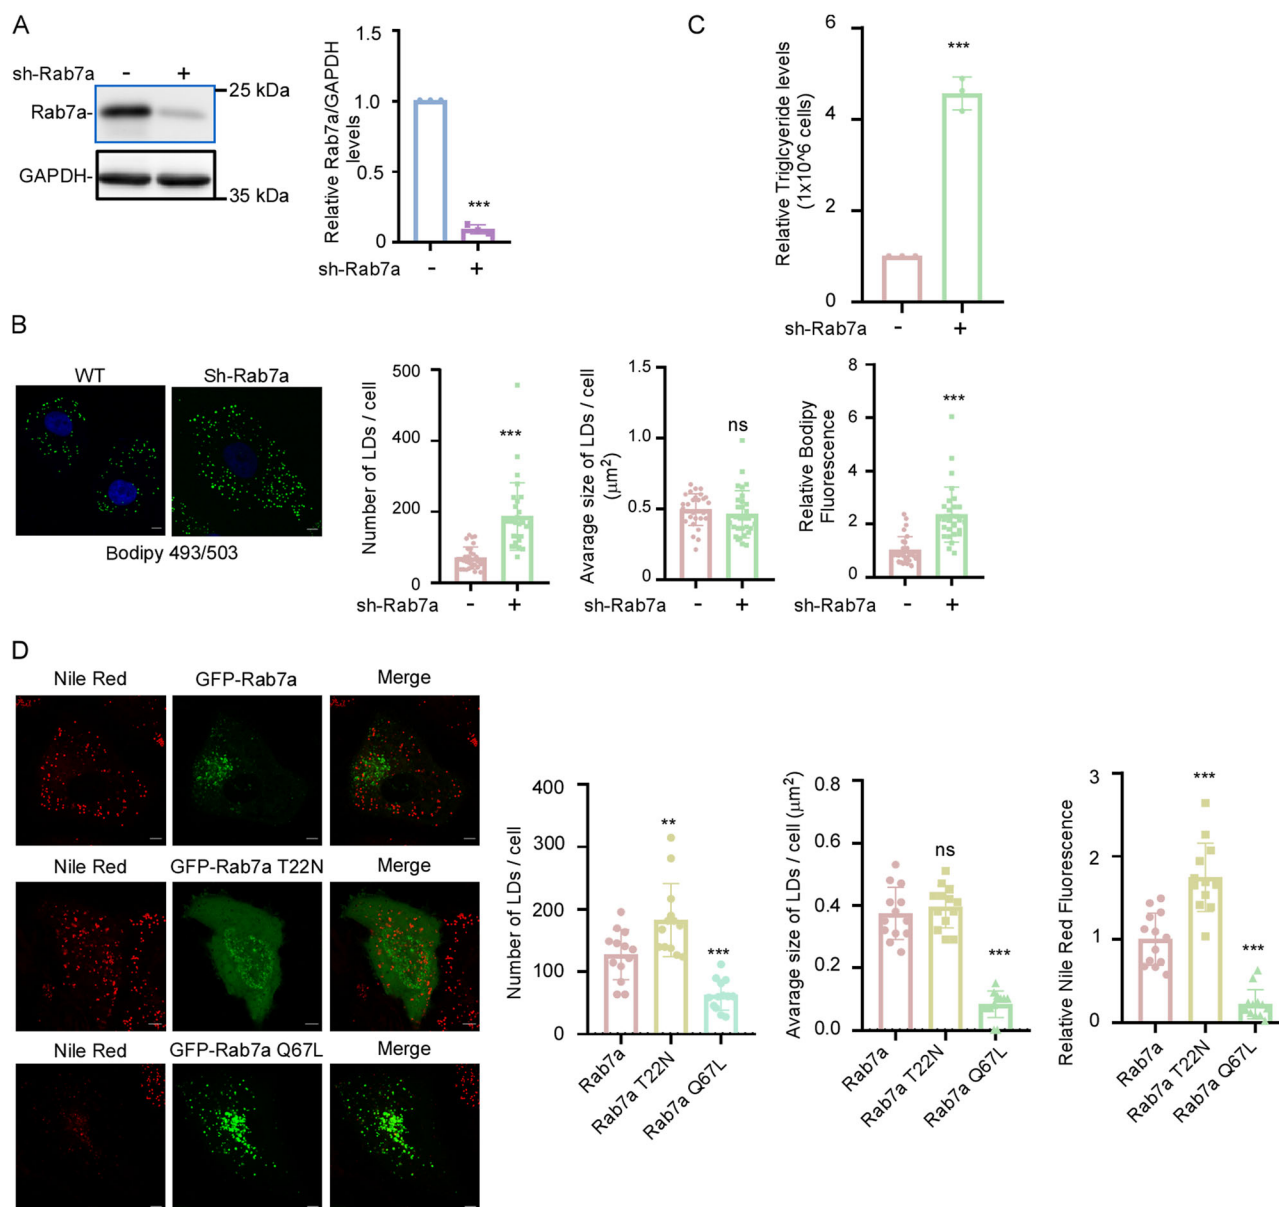 A
sh-Rab7a - +
25 kDa
Rab7a-
GAPDH-
35 kDa
Relative Rab7a/GAPDH
levels
1.5
1.0
0.5
0
***
sh-Rab7a - +
C
Relative Triglyceride levels
(1x10^6 cells)
6
4
2
0
***
sh-Rab7a - +
B
WT
Sh-Rab7a
Bodipy 493/503
Number of LDs / cell
500
400
200
100
0
***
sh-Rab7a - +
Avarage size of LDs / cell
(μm²)
1.5
1.0
0.5
0
ns
sh-Rab7a - +
Relative Bodipy
Fluorescence
8
6
4
2
0
***
sh-Rab7a - +
D
Nile Red GFP-Rab7a Merge
Nile Red GFP-Rab7a T22N Merge
Nile Red GFP-Rab7a Q67L Merge
Number of LDs / cell
400
300
200
100
0
**
***
Rab7a
Rab7a T22N
Rab7a Q67L
Avarage size of LDs / cell (μm²)
0.8
0.6
0.4
0.2
0.0
ns
***
Rab7a
Rab7a T22N
Rab7a Q67L
Relative Nile Red Fluorescence
3
2
1
0
***
***
Rab7a
Rab7a T22N
Rab7a Q67L